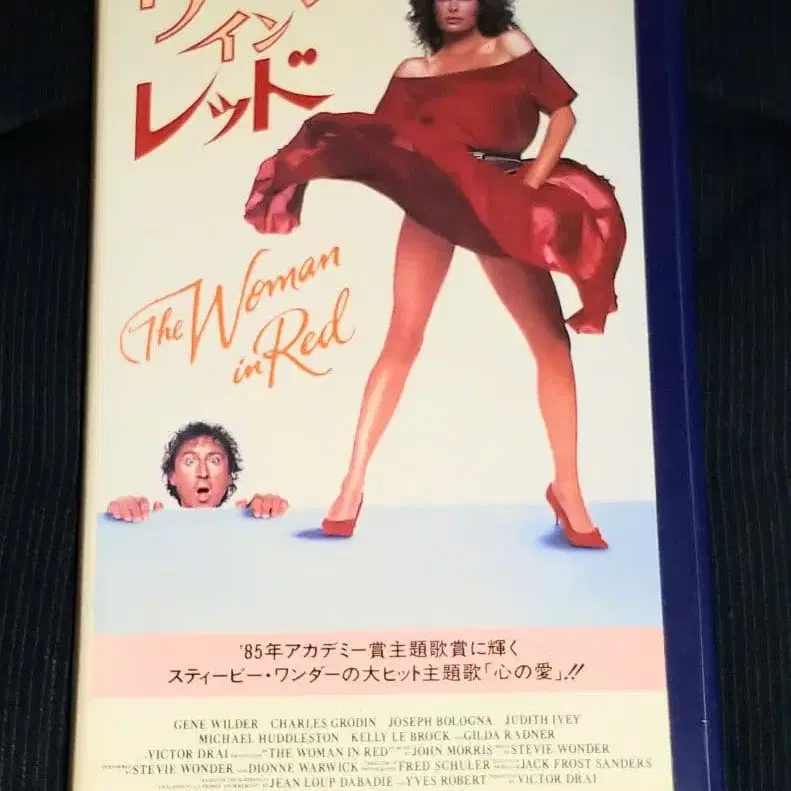 イン
レッド
The Woman
in Red
'85年アカデミー賞主題歌賞に輝く
スティービー・ワンダーの大ヒット主題歌「心の愛」!!
GENE WILDER CHARLES GRODIN JOSEPH BOLOGNA JUDITH IVEY
MICHAEL HUDDLESTON KELLY LE BROCK AND GILDA RADNER
VICTOR DRAI "THE WOMAN IN RED" JOHN MORRIS STEVIE WONDER
STEVIE WONDER AND DIONNE WARWICK FRED SCHULER JACK FROST SANDERS
JEAN LOUP DABADIE AND YVES ROBERT VICTOR DRAI